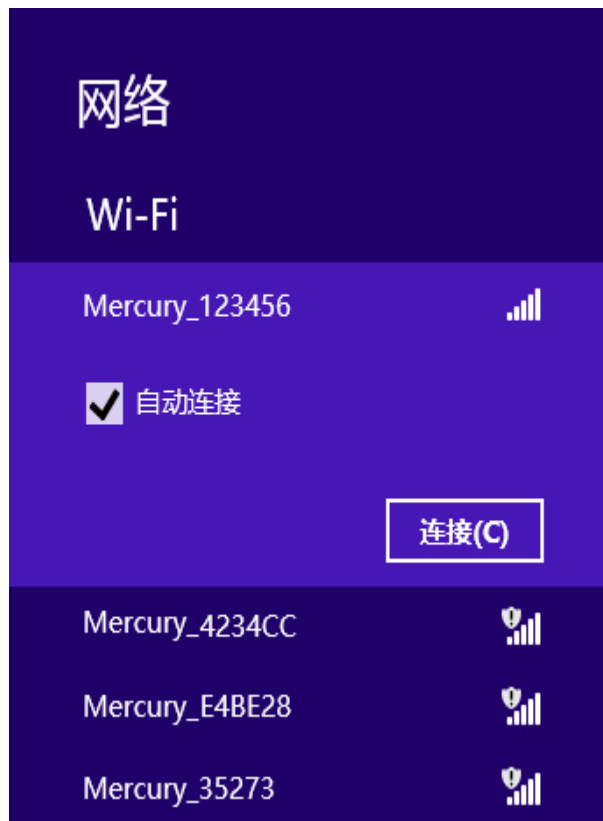 网络
Wi-Fi
Mercury_123456
自动连接
连接(C)
Mercury_4234CC
Mercury_E4BE28
Mercury_35273